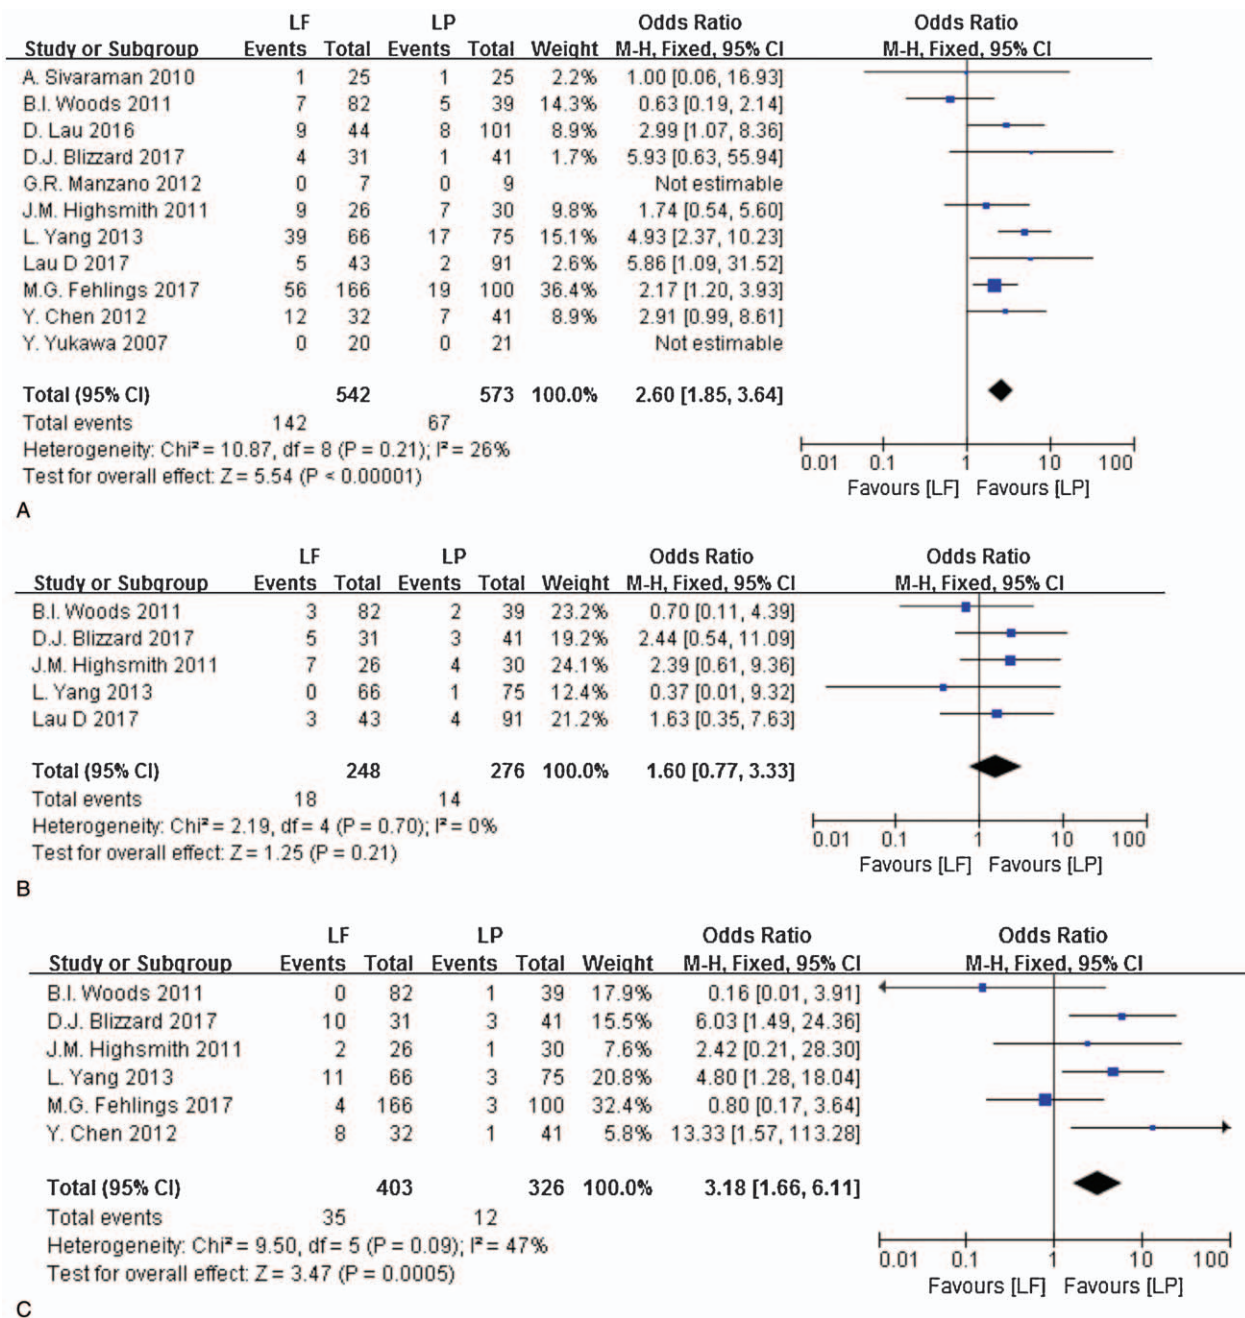 LF LP Odds Ratio Odds Ratio
Study or Subgroup Events Total Events Total Weight M-H, Fixed, 95% CI M-H, Fixed, 95% CI
A. Sivaraman 2010 1 25 1 25 2.2% 1.00 [0.06, 16.93]
B.I. Woods 2011 7 82 5 39 14.3% 0.63 [0.19, 2.14]
D. Lau 2016 9 44 8 101 8.9% 2.99 [1.07, 8.36]
D.J. Blizzard 2017 4 31 1 41 1.7% 5.93 [0.63, 55.94]
G.R. Manzano 2012 0 7 0 9 Not estimable
J.M. Highsmith 2011 9 26 7 30 9.8% 1.74 [0.54, 5.60]
L. Yang 2013 39 66 17 75 15.1% 4.93 [2.37, 10.23]
Lau D 2017 5 43 2 91 2.6% 5.86 [1.09, 31.52]
M.G. Fehlings 2017 56 166 19 100 36.4% 2.17 [1.20, 3.93]
Y. Chen 2012 12 32 7 41 8.9% 2.91 [0.99, 8.61]
Y. Yukawa 2007 0 20 0 21 Not estimable
Total (95% CI) 542 573 100.0% 2.60 [1.85, 3.64]
Total events 142 67
Heterogeneity: Chi² = 10.87, df = 8 (P = 0.21); I² = 26%
Test for overall effect: Z = 5.54 (P < 0.00001)
0.01 0.1 1 10 100
Favours [LF] Favours [LP]
A
LF LP Odds Ratio Odds Ratio
Study or Subgroup Events Total Events Total Weight M-H, Fixed, 95% CI M-H, Fixed, 95% CI
B.I. Woods 2011 3 82 2 39 23.2% 0.70 [0.11, 4.39]
D.J. Blizzard 2017 5 31 3 41 19.2% 2.44 [0.54, 11.09]
J.M. Highsmith 2011 7 26 4 30 24.1% 2.39 [0.61, 9.36]
L. Yang 2013 0 66 1 75 12.4% 0.37 [0.01, 9.32]
Lau D 2017 3 43 4 91 21.2% 1.63 [0.35, 7.63]
Total (95% CI) 248 276 100.0% 1.60 [0.77, 3.33]
Total events 18 14
Heterogeneity: Chi² = 2.19, df = 4 (P = 0.70); I² = 0%
Test for overall effect: Z = 1.25 (P = 0.21)
0.01 0.1 1 10 100
Favours [LF] Favours [LP]
B
LF LP Odds Ratio Odds Ratio
Study or Subgroup Events Total Events Total Weight M-H, Fixed, 95% CI M-H, Fixed, 95% CI
B.I. Woods 2011 0 82 1 39 17.9% 0.16 [0.01, 3.91]
D.J. Blizzard 2017 10 31 3 41 15.5% 6.03 [1.49, 24.36]
J.M. Highsmith 2011 2 26 1 30 7.6% 2.42 [0.21, 28.30]
L. Yang 2013 11 66 3 75 20.8% 4.80 [1.28, 18.04]
M.G. Fehlings 2017 4 166 3 100 32.4% 0.80 [0.17, 3.64]
Y. Chen 2012 8 32 1 41 5.8% 13.33 [1.57, 113.28]
Total (95% CI) 403 326 100.0% 3.18 [1.66, 6.11]
Total events 35 12
Heterogeneity: Chi² = 9.50, df = 5 (P = 0.09); I² = 47%
Test for overall effect: Z = 3.47 (P = 0.0005)
0.01 0.1 1 10 100
Favours [LF] Favours [LP]
C